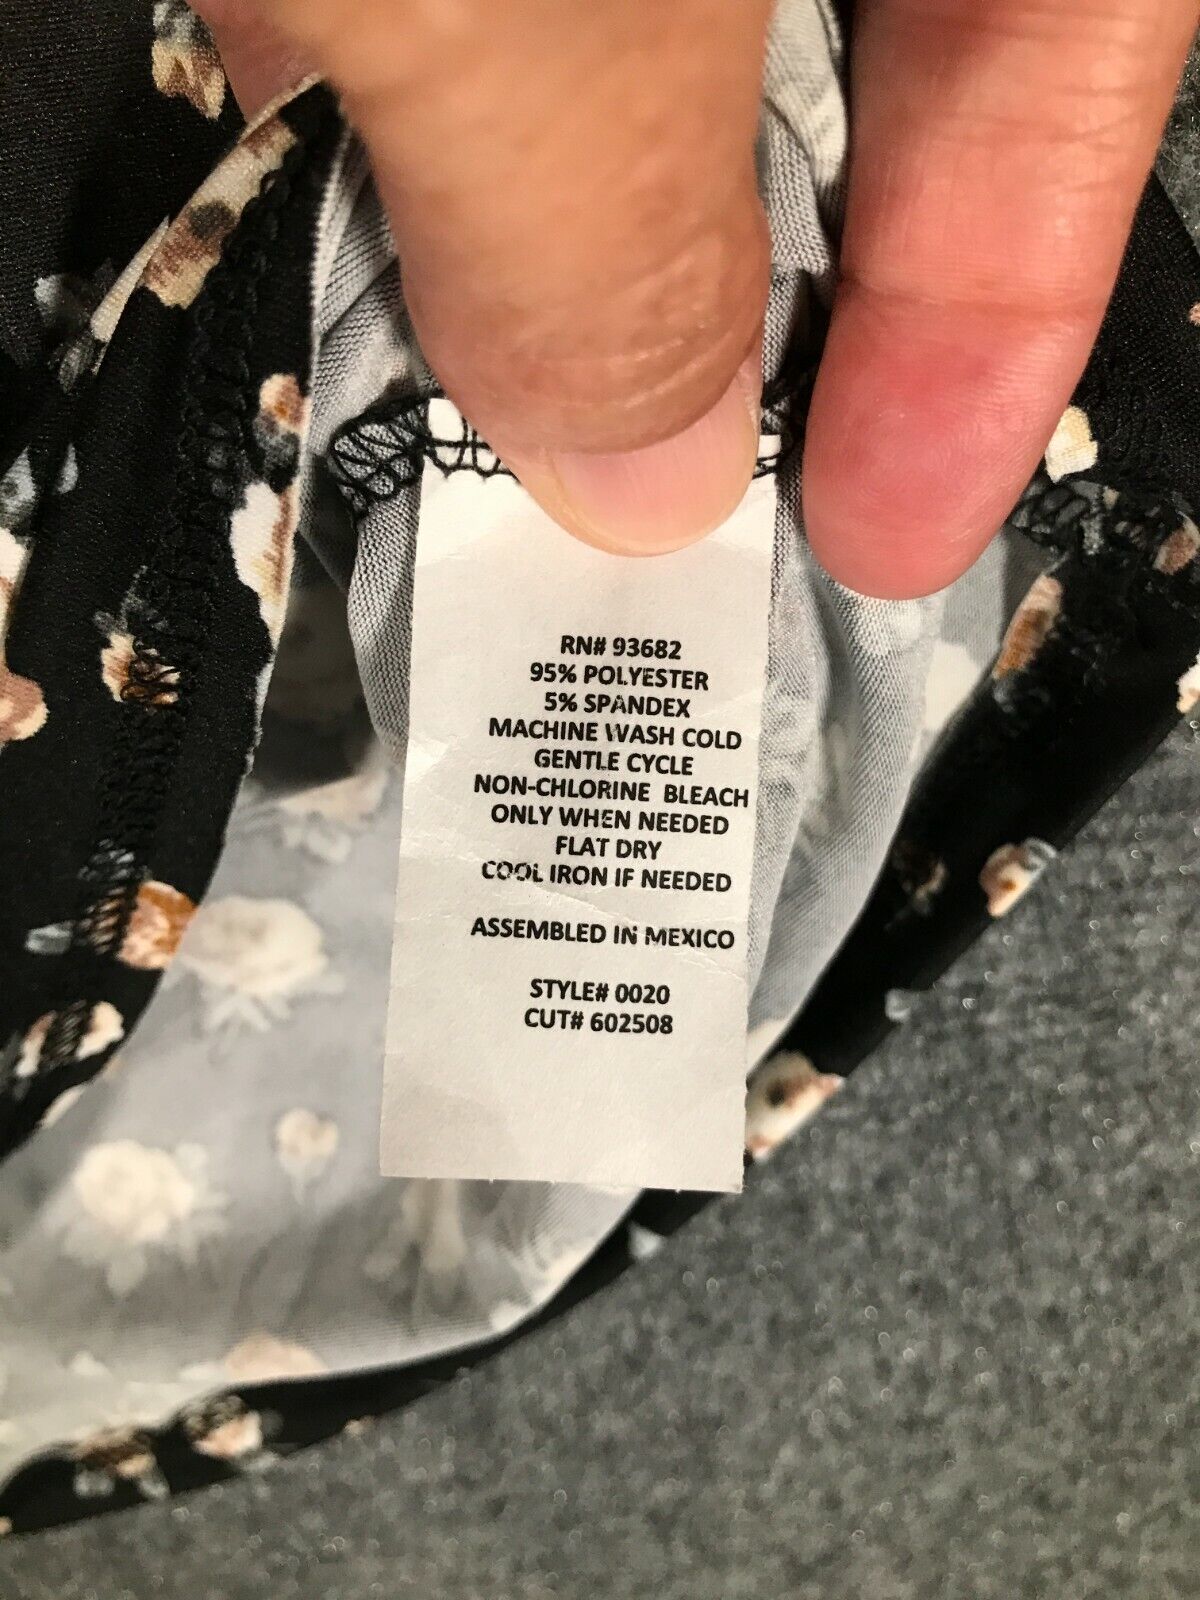 RN# 93682
95% POLYESTER
5% SPANDEX
MACHINE WASH COLD
GENTLE CYCLE
NON-CHLORINE BLEACH
ONLY WHEN NEEDED
FLAT DRY
COOL IRON IF NEEDED
ASSEMBLED IN MEXICO
STYLE# 0020
CUT# 602508